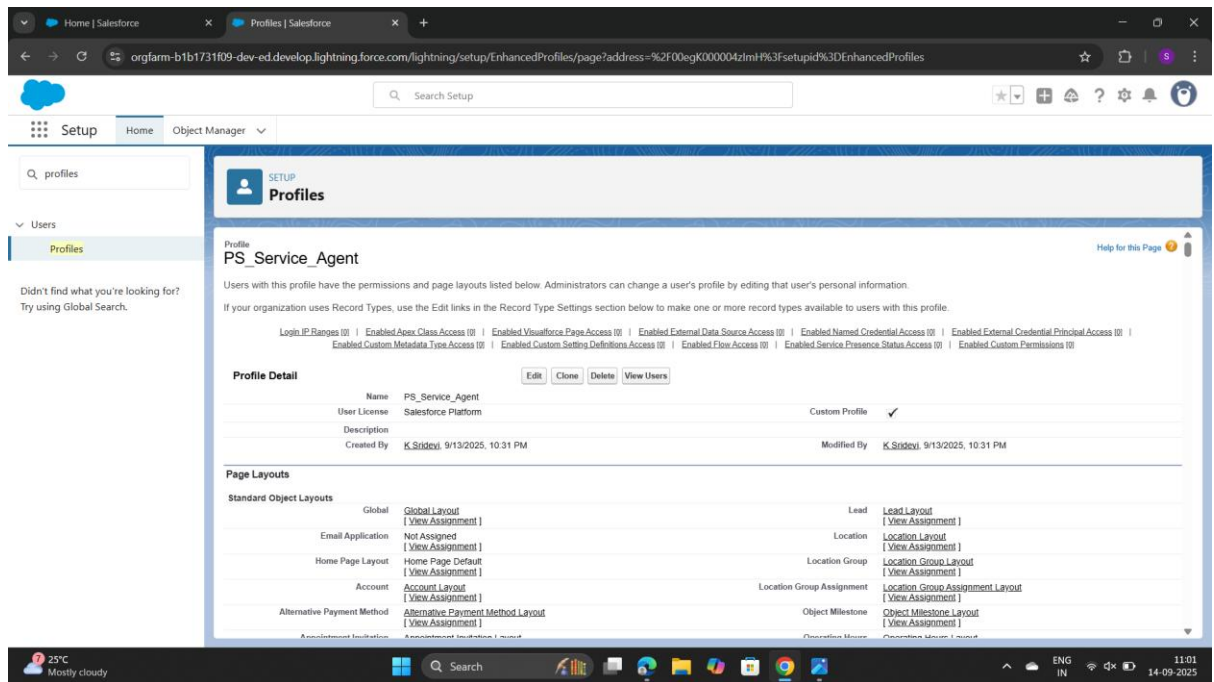 Home | Salesforce
Profiles | Salesforce
orgfarm-b1b1731f09-dev-ed.develop.lightning.force.com/lightning/setup/EnhancedProfiles/page?address=%2F00egK000004zlmH%3Fsetupid%3DEnhancedProfiles
S
Search Setup
Setup Home Object Manager
profiles
Users
Profiles
Didn't find what you're looking for?
Try using Global Search.
SETUP
Profiles
Profile
PS_Service_Agent
Help for this Page
Users with this profile have the permissions and page layouts listed below. Administrators can change a user's profile by editing that user's personal information.
If your organization uses Record Types, use the Edit links in the Record Type Settings section below to make one or more record types available to users with this profile.
Login IP Ranges [0] | Enabled Apex Class Access [0] | Enabled Visualforce Page Access [0] | Enabled External Data Source Access [0] | Enabled Named Credential Access [0] | Enabled External Credential Principal Access [0] |
Enabled Custom Metadata Type Access [0] | Enabled Custom Setting Definitions Access [0] | Enabled Flow Access [0] | Enabled Service Presence Status Access [0] | Enabled Custom Permissions [0]
Profile Detail Edit Clone Delete View Users
Name PS_Service_Agent
User License Salesforce Platform Custom Profile ✓
Description
Created By K Sridevi, 9/13/2025, 10:31 PM Modified By K Sridevi, 9/13/2025, 10:31 PM
Page Layouts
Standard Object Layouts
Global Global Layout Lead Lead Layout
[ View Assignment ] [ View Assignment ]
Email Application Not Assigned Location Location Layout
[ View Assignment ] [ View Assignment ]
Home Page Layout Home Page Default Location Group Location Group Layout
[ View Assignment ] [ View Assignment ]
Account Account Layout Location Group Assignment Location Group Assignment Layout
[ View Assignment ] [ View Assignment ]
Alternative Payment Method Alternative Payment Method Layout Object Milestone Object Milestone Layout
[ View Assignment ] [ View Assignment ]
Appointment Invitation Appointment Invitation Layout Operating Hours Operating Hours Layout
7 25°C
Mostly cloudy
Search
ENG
IN
11:01
14-09-2025